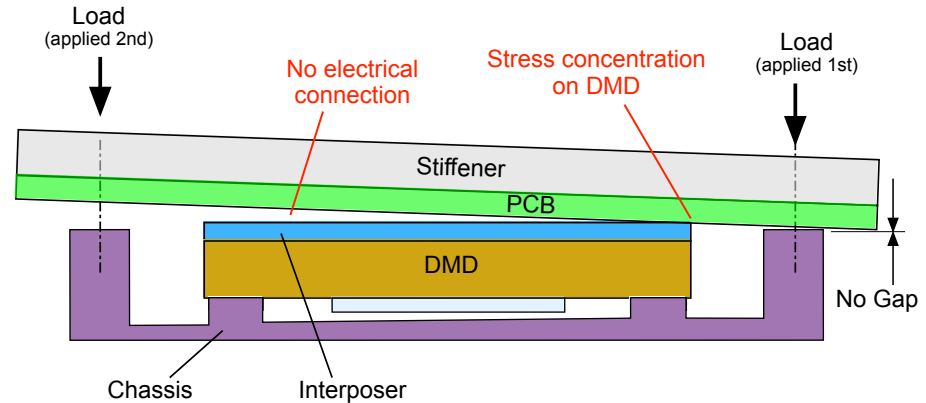 Load
(applied 2nd)
No electrical
connection
Stress concentration
on DMD
Load
(applied 1st)
Stiffener
PCB
DMD
No Gap
Chassis
Interposer